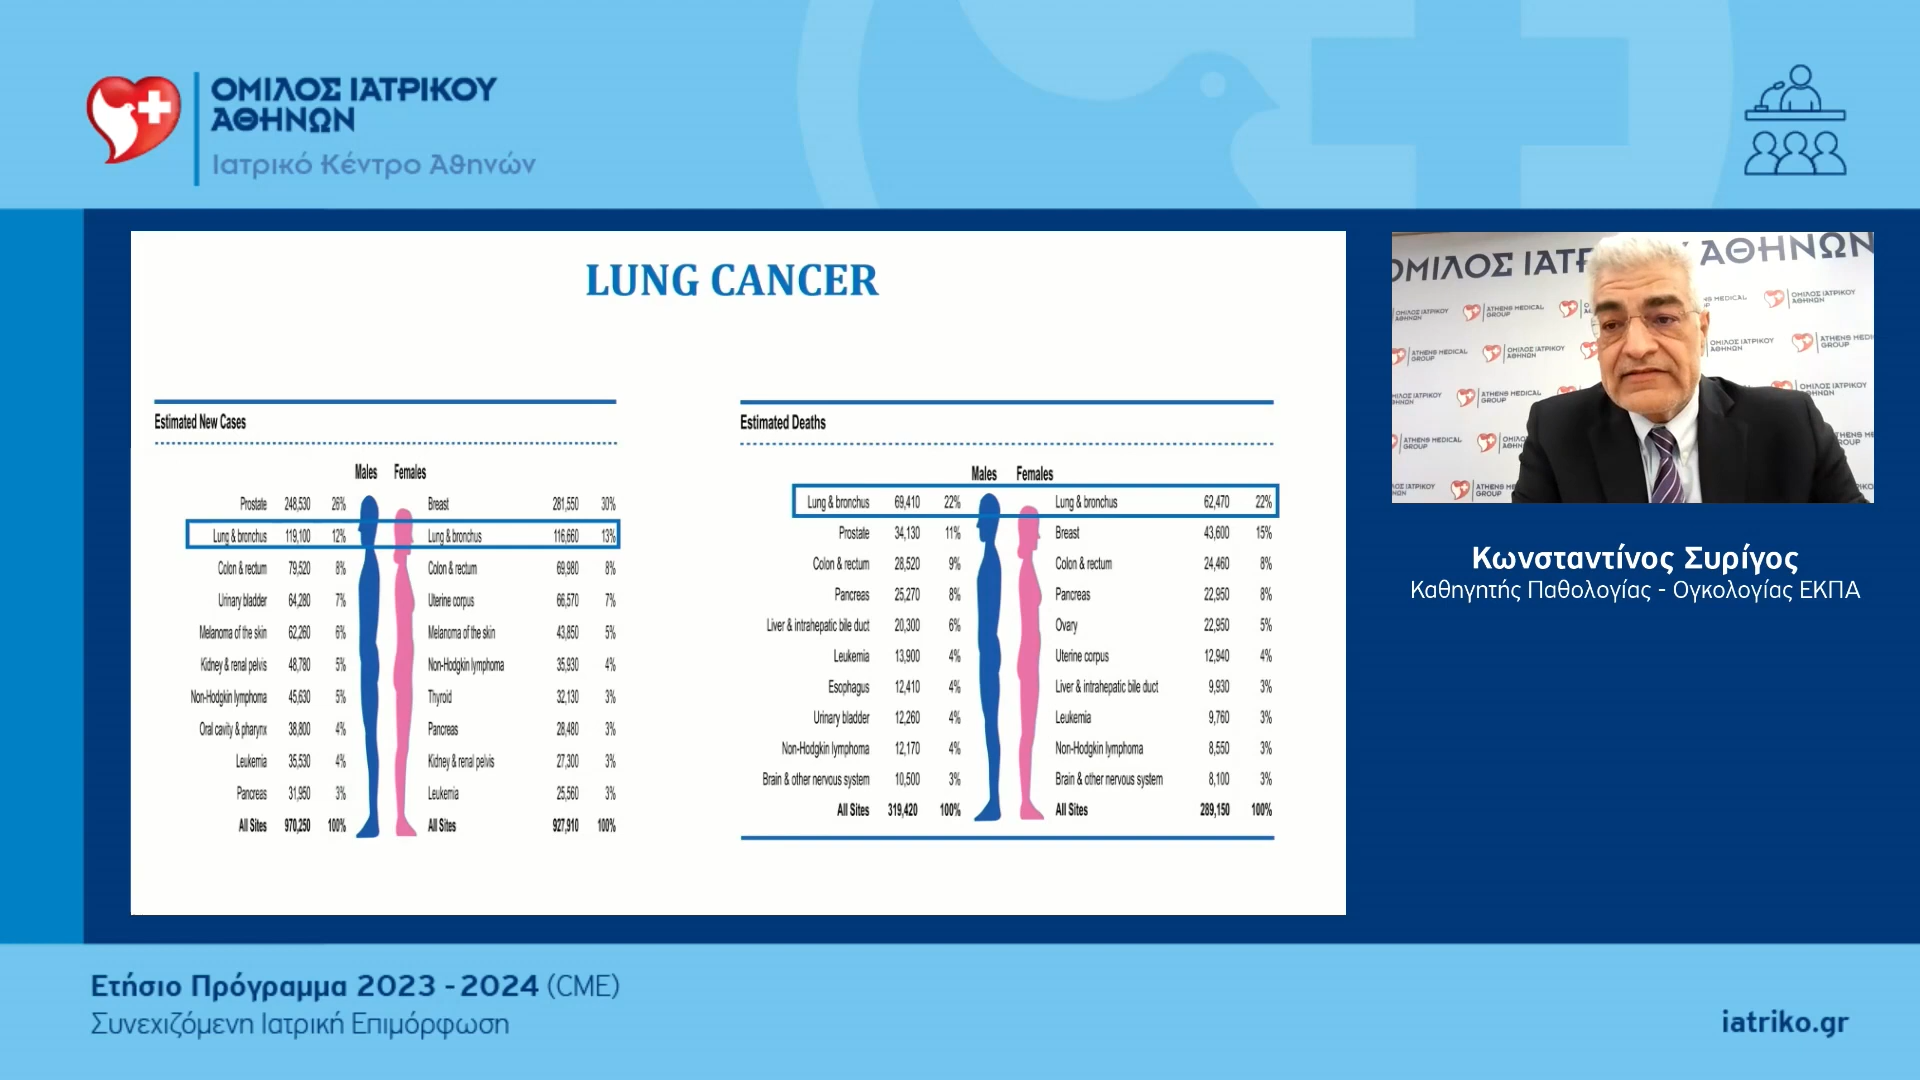 ΟΜΙΛΟΣ ΙΑΤΡΙΚΟΥ
ΑΘΗΝΩΝ
Ιατρικό Κέντρο Αθηνών
LUNG CANCER
Estimated New Cases
Males Females
Prostate 248,530 26% Breast 281,550 30%
Lung & bronchus 119,100 12% Lung & bronchus 116,660 13%
Colon & rectum 79,520 8% Colon & rectum 69,980 8%
Urinary bladder 64,280 7% Uterine corpus 66,570 7%
Melanoma of the skin 62,260 6% Melanoma of the skin 43,850 5%
Kidney & renal pelvis 48,780 5% Non-Hodgkin lymphoma 35,930 4%
Non-Hodgkin lymphoma 45,630 5% Thyroid 32,130 3%
Oral cavity & pharynx 38,800 4% Pancreas 28,480 3%
Leukemia 35,530 4% Kidney & renal pelvis 27,300 3%
Pancreas 31,950 3% Leukemia 25,560 3%
All Sites 970,250 100% All Sites 927,910 100%
Estimated Deaths
Males Females
Lung & bronchus 69,410 22% Lung & bronchus 62,470 22%
Prostate 34,130 11% Breast 43,600 15%
Colon & rectum 28,520 9% Colon & rectum 24,460 8%
Pancreas 25,270 8% Pancreas 22,950 8%
Liver & intrahepatic bile duct 20,300 6% Ovary 22,950 5%
Leukemia 13,900 4% Uterine corpus 12,940 4%
Esophagus 12,410 4% Liver & intrahepatic bile duct 9,930 3%
Urinary bladder 12,260 4% Leukemia 9,760 3%
Non-Hodgkin lymphoma 12,170 4% Non-Hodgkin lymphoma 8,550 3%
Brain & other nervous system 10,500 3% Brain & other nervous system 8,100 3%
All Sites 319,420 100% All Sites 289,150 100%
ΟΜΙΛΟΣ ΙΑΤΡ ΑΘΗΝΩΝ
ATHENS MEDICAL
GROUP
ΟΜΙΛΟΣ ΙΑΤΡΙΚΟΥ
ΑΘΗΝΩΝ
Κωνσταντίνος Συρίγος
Καθηγητής Παθολογίας - Ογκολογίας ΕΚΠΑ
Ετήσιο Πρόγραμμα 2023 - 2024 (CME)
Συνεχιζόμενη Ιατρική Επιμόρφωση
iatriko.gr